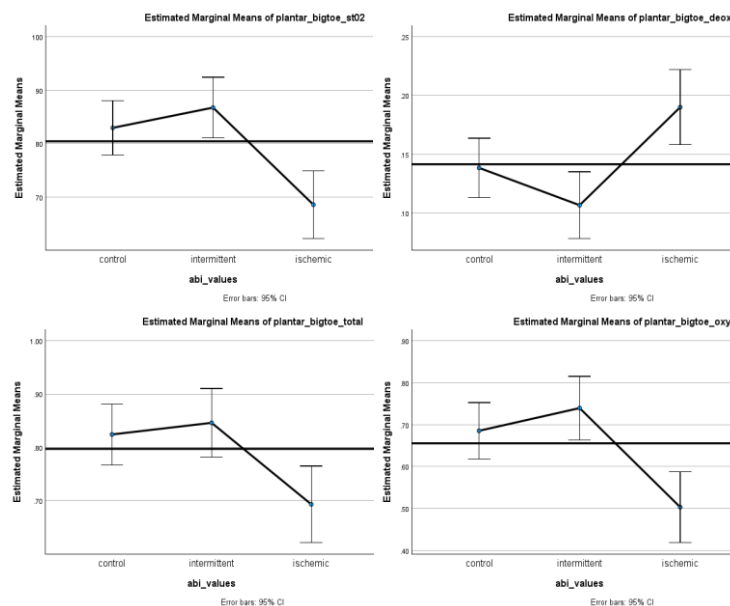 Estimated Marginal Means of plantar_bigtoe_st02
Estimated Marginal Means
.100
.90
.80
.70
control
intermittent
ischemic
abi_values
Error bars: 95% CI
Estimated Marginal Means of plantar_bigtoe_deox
Estimated Marginal Means
.25
.20
.15
.10
control
intermittent
ischemic
abi_values
Error bars: 95% CI
Estimated Marginal Means of plantar_bigtoe_total
Estimated Marginal Means
1.00
.90
.80
.70
control
intermittent
ischemic
abi_values
Error bars: 95% CI
Estimated Marginal Means of plantar_bigtoe_oxy
Estimated Marginal Means
.90
.80
.70
.60
.50
.40
control
intermittent
ischemic
abi_values
Error bars: 95% CI